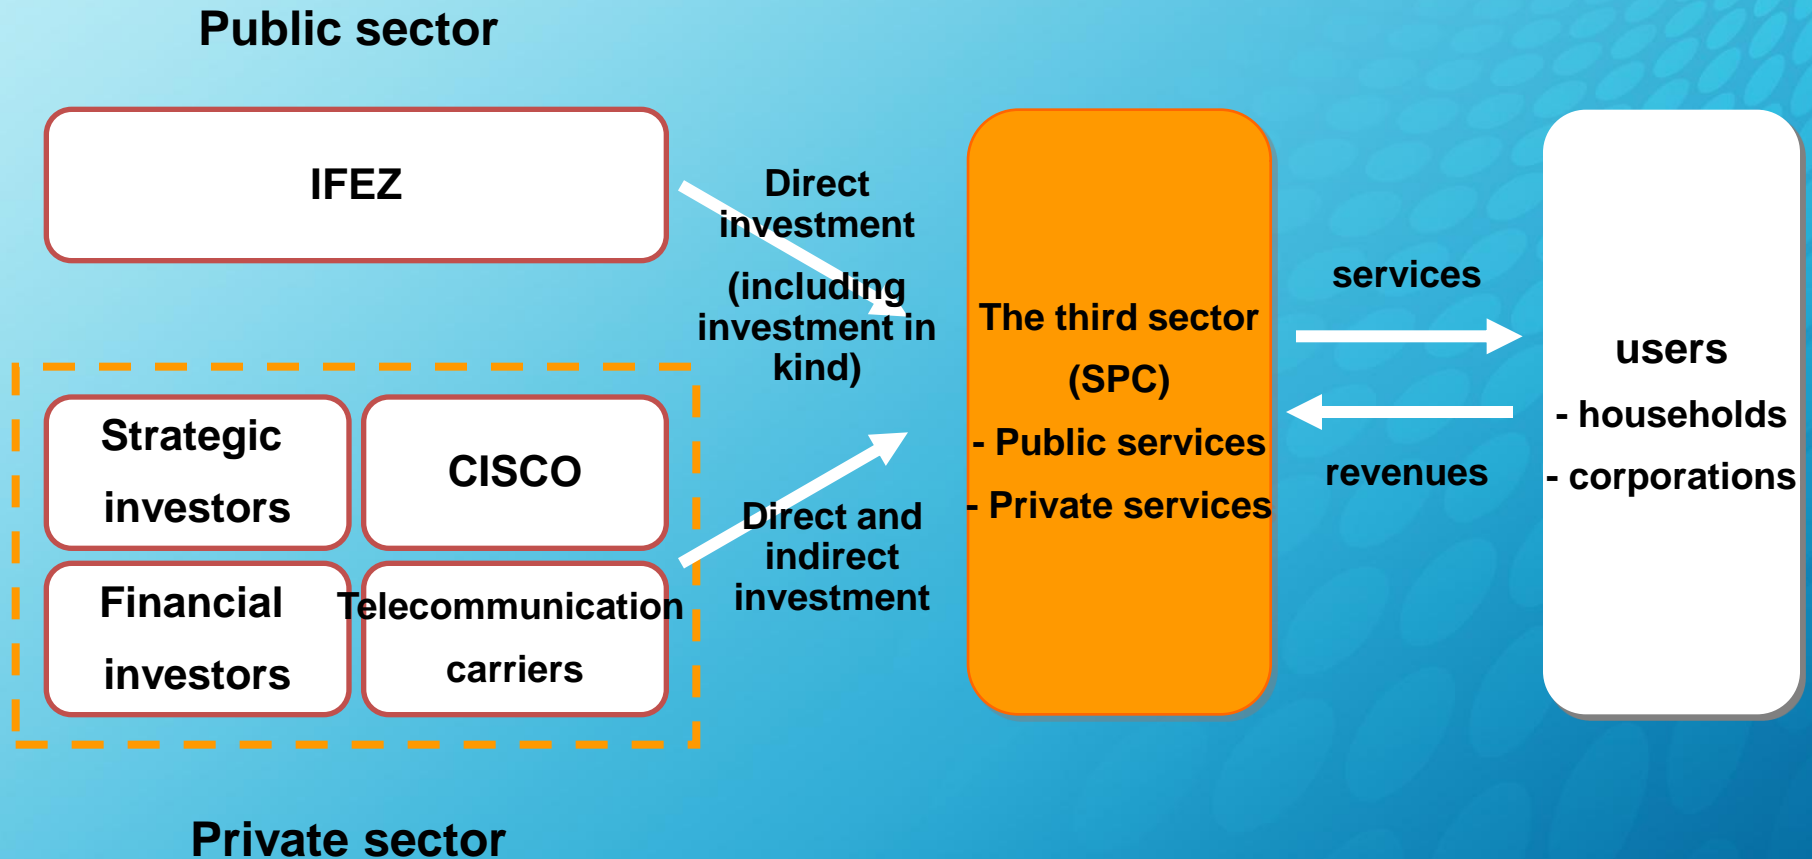 Public sector
IFEZ
Direct
investment
(including
investment in
kind)
Strategic
investors
CISCO
Financial
investors
Telecommunication
carriers
Direct and
indirect
investment
Private sector
The third sector
(SPC)
- Public services
- Private services
services
revenues
users
- households
- corporations